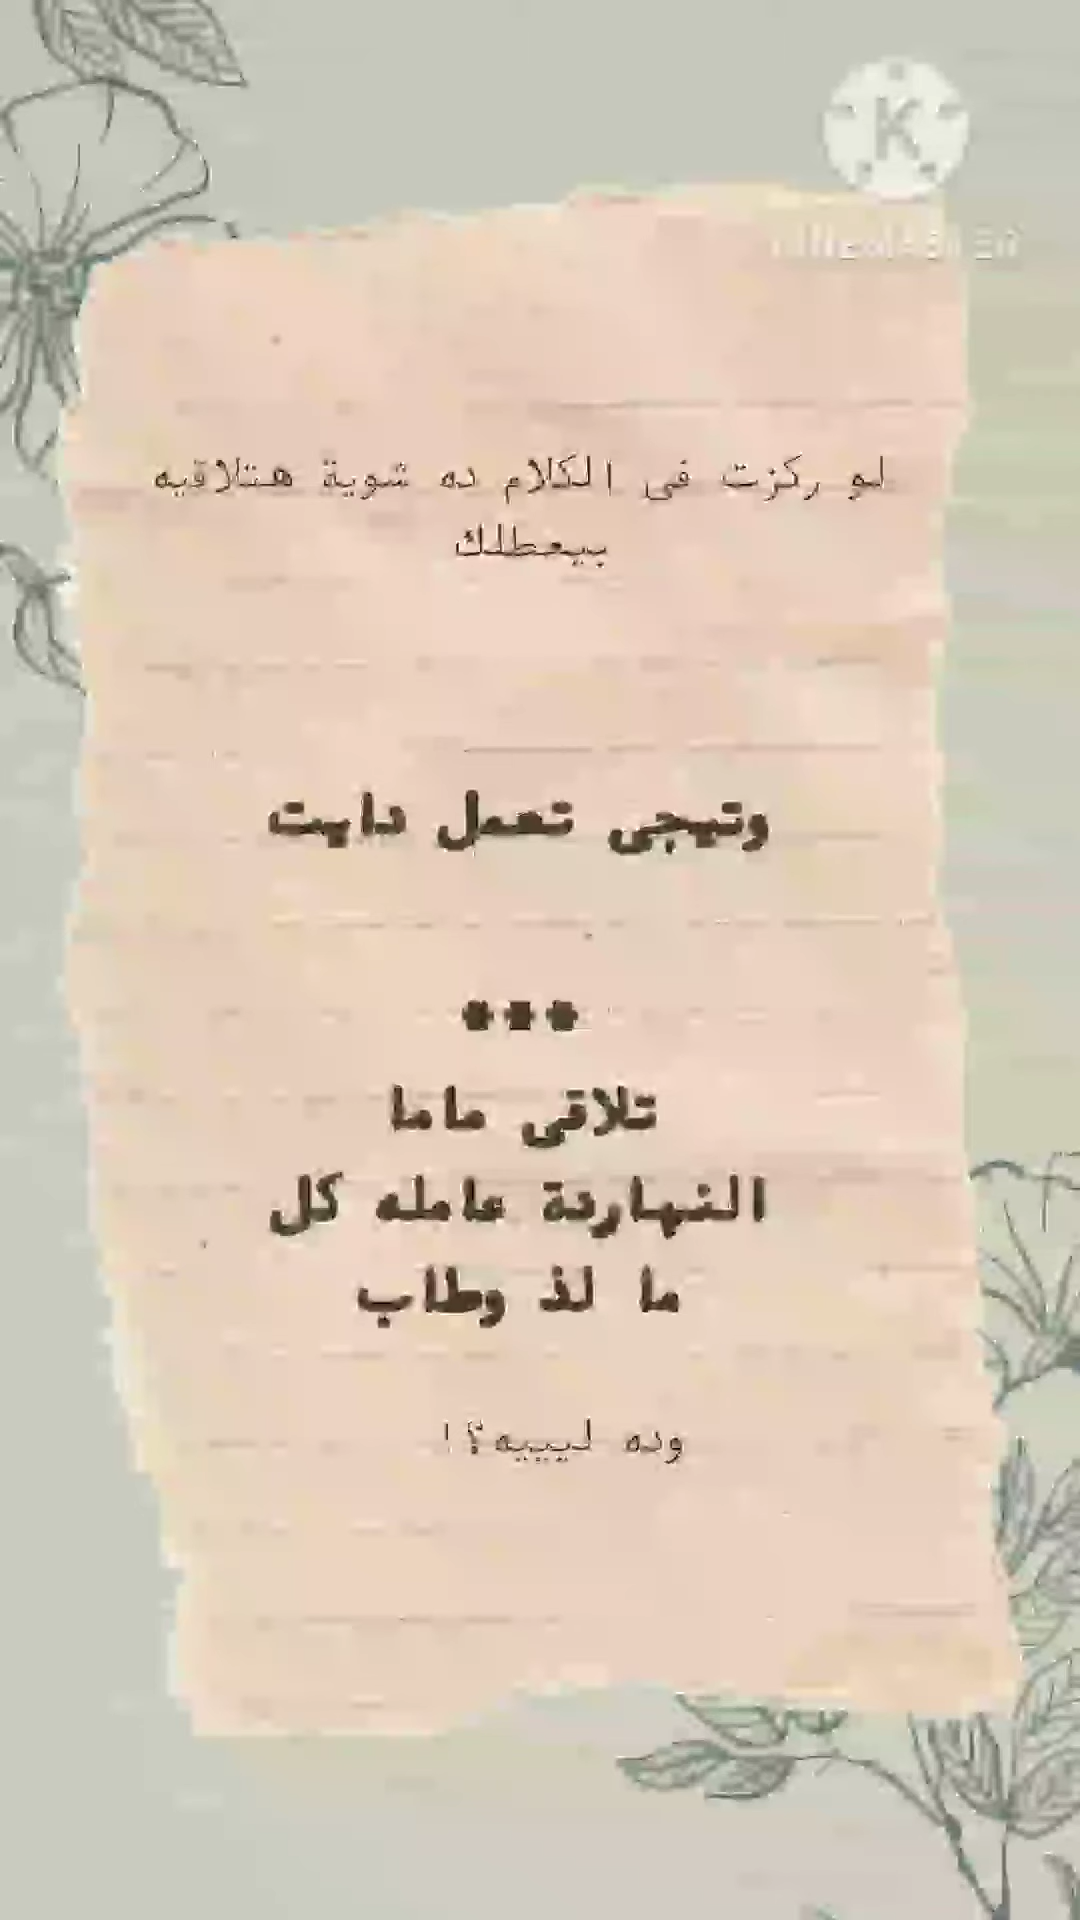 KINEMASTER
لو ركزت فى الكلام ده شوية هتلاقيه
بيعطلك
وتيجى تعمل دايت
***
تلاقى ماما
النهاردة عامله كل
ما لذ وطاب
وده ليييه؟!